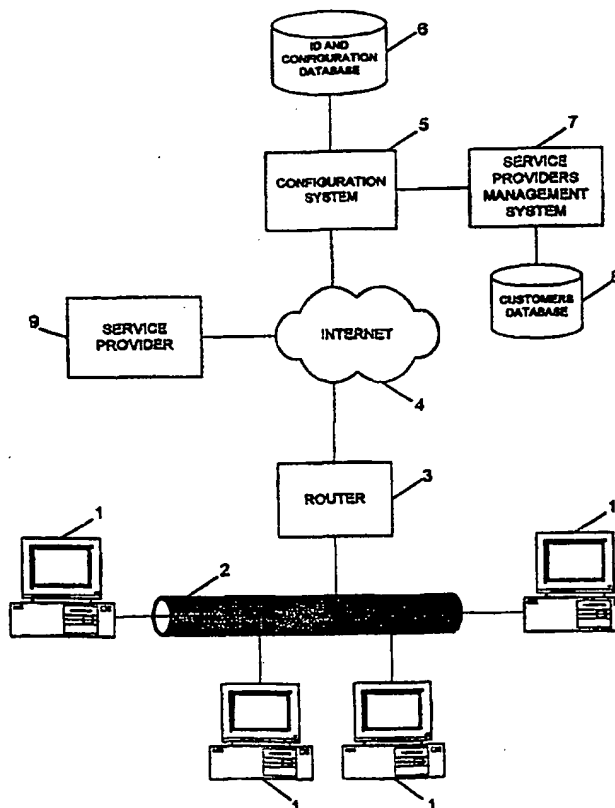 6
ID AND
CONFIGURATION
DATABASE
5
7
CONFIGURATION
SYSTEM
SERVICE
PROVIDERS
MANAGEMENT
SYSTEM
8
CUSTOMERS
DATABASE
9
SERVICE
PROVIDER
INTERNET
4
ROUTER
3
1
1
2
1
1